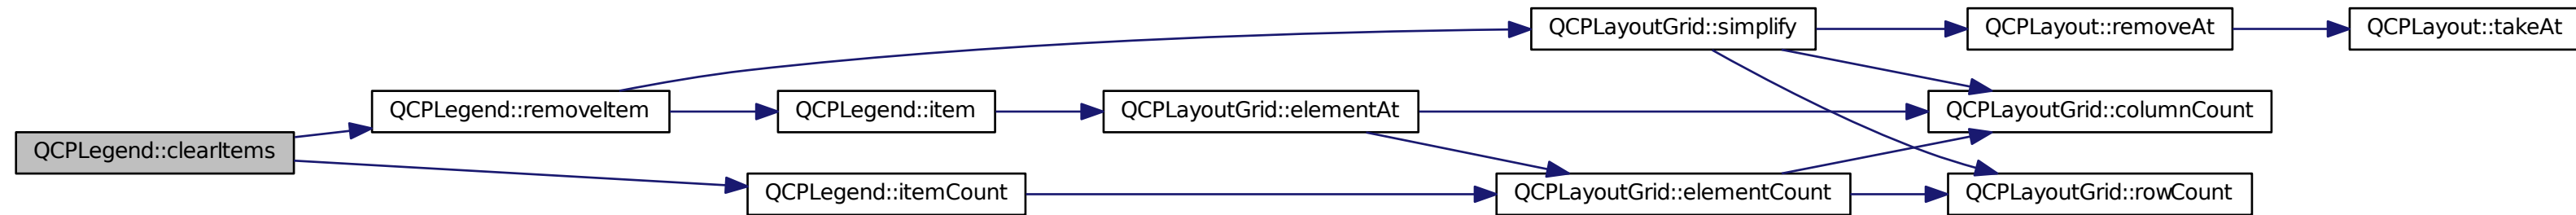 QCPLayoutGrid::simplify
QCPLayout::removeAt
QCPLayout::takeAt
QCPLegend::removeItem
QCPLegend::item
QCPLayoutGrid::elementAt
QCPLayoutGrid::columnCount
QCPLegend::clearItems
QCPLegend::itemCount
QCPLayoutGrid::elementCount
QCPLayoutGrid::rowCount